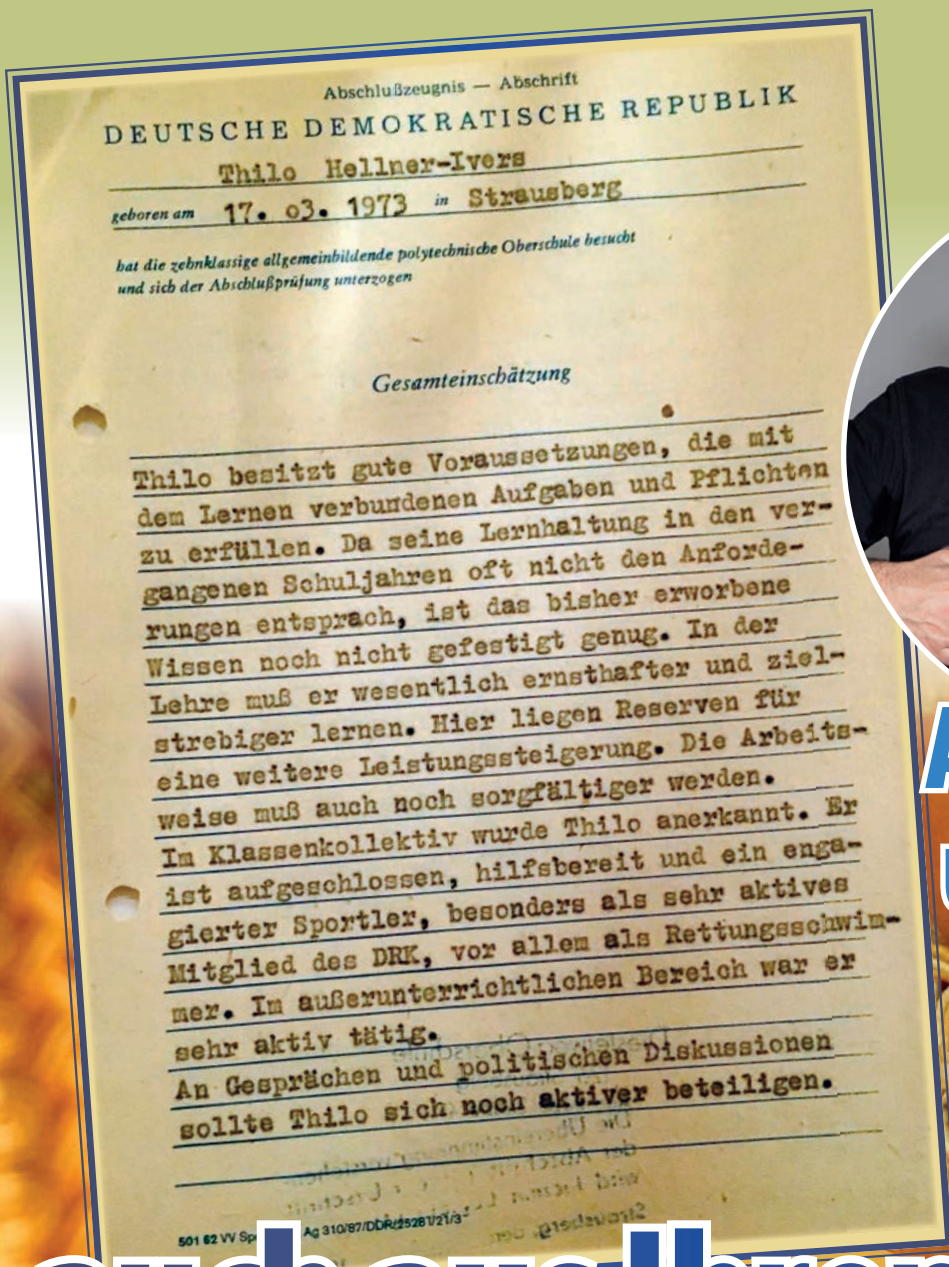 Abschlußzeugnis — Abschrift
DEUTSCHE DEMOKRATISCHE REPUBLIK
Thilo Hellner-Ivers
geboren am 17. o3. 1973 in Strausberg
hat die zehnklassige allgemeinbildende polytechnische Oberschule besucht
und sich der Abschlußprüfung unterzogen
Gesamteinschätzung
Thilo besitzt gute Voraussetzungen, die mit
dem Lernen verbundenen Aufgaben und Pflichten
zu erfüllen. Da seine Lernhaltung in den ver-
gangenen Schuljahren oft nicht den Anforde-
rungen entsprach, ist das bisher erworbene
Wissen noch nicht gefestigt genug. In der
Lehre muß er wesentlich ernsthafter und ziel-
strebiger lernen. Hier liegen Reserven für
eine weitere Leistungssteigerung. Die Arbeits-
weise muß auch noch sorgfältiger werden.
Im Klassenkollektiv wurde Thilo anerkannt. Er
ist aufgeschlossen, hilfsbereit und ein enga-
gierter Sportler, besonders als sehr aktives
Mitglied des DRK, vor allem als Rettungsschwim-
mer. Im außerunterrichtlichen Bereich war er
sehr aktiv tätig.
An Gesprächen und politischen Diskussionen
sollte Thilo sich noch aktiver beteiligen.
501 62 VV Ag 310/87/DDR/25281/21/3